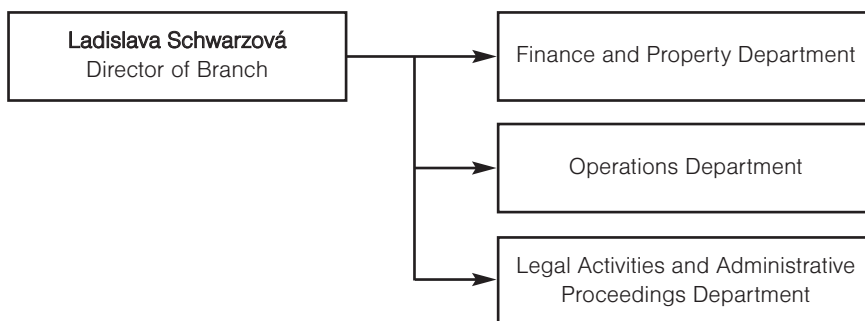 Ladislava Schwarzová
Director of Branch
Finance and Property Department
Operations Department
Legal Activities and Administrative
Proceedings Department